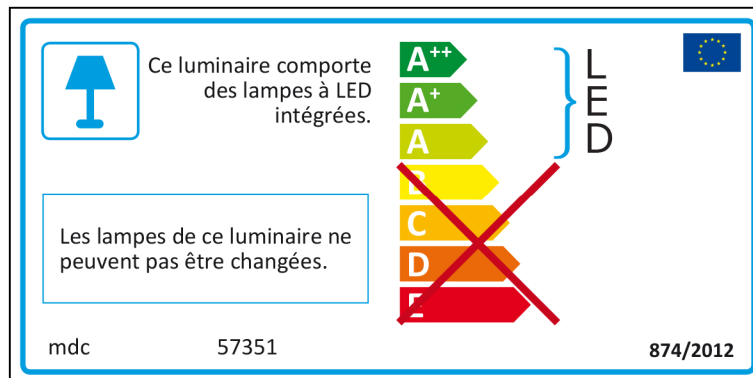 Ce luminaire comporte
des lampes à LED
intégrées.
A++
A+
A
B
C
D
E
L
E
D
Les lampes de ce luminaire ne
peuvent pas être changées.
mdc 57351
874/2012